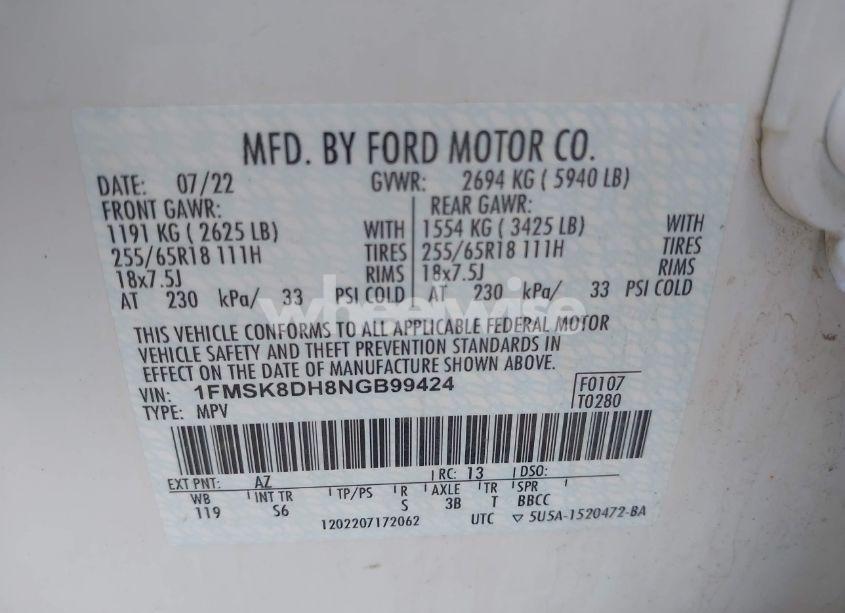 MFD. BY FORD MOTOR CO.
DATE: 07/22 GVWR: 2694 KG ( 5940 LB)
FRONT GAWR: REAR GAWR:
1191 KG ( 2625 LB) WITH 1554 KG ( 3425 LB) WITH
255/65R18 111H TIRES 255/65R18 111H TIRES
18x7.5J RIMS 18x7.5J RIMS
AT 230 kPa/ 33 PSI COLD AT 230 kPa/ 33 PSI COLD
wheelwise
THIS VEHICLE CONFORMS TO ALL APPLICABLE FEDERAL MOTOR
VEHICLE SAFETY AND THEFT PREVENTION STANDARDS IN
EFFECT ON THE DATE OF MANUFACTURE SHOWN ABOVE.
VIN: 1FMSK8DH8NGB99424 F0107
TYPE: MPV T0280
EXT PNT: AZ RC: 13 DSO:
WB INT TR TP/PS R AXLE TR SPR
119 S6 S 3B T BBCC
1202207172062 UTC ▽ 5U5A-1520472-BA